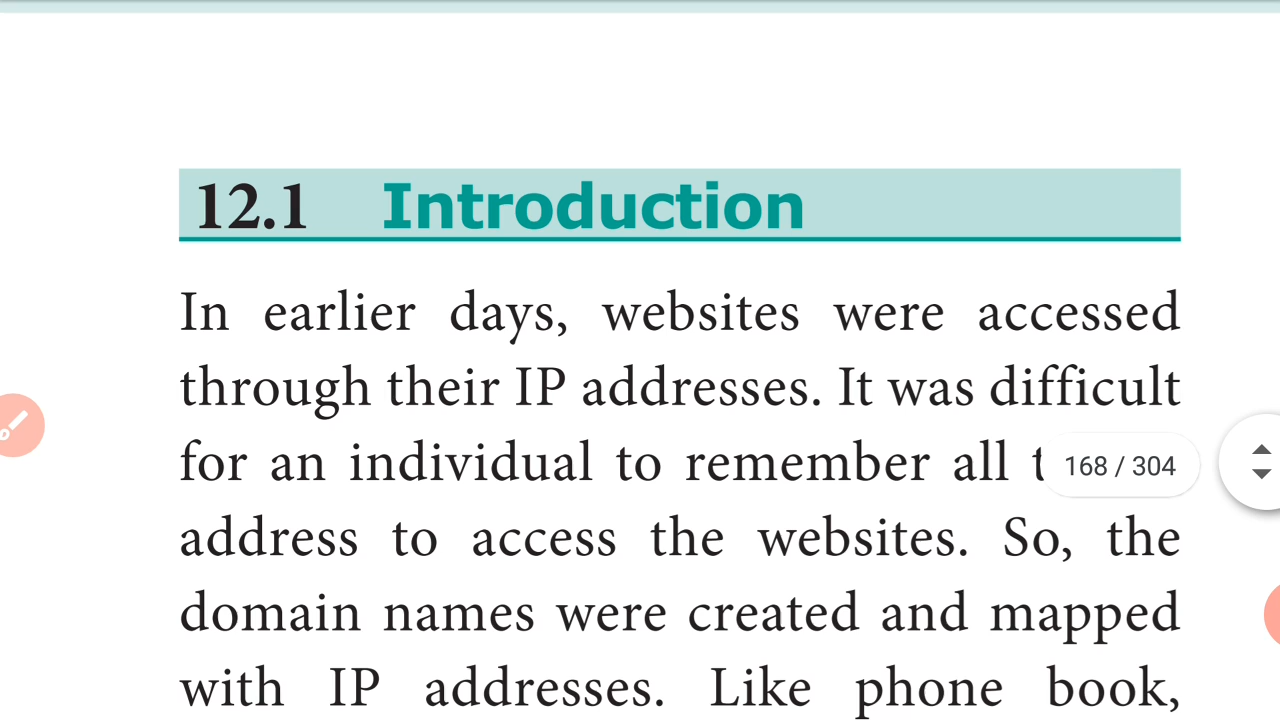 12.1 Introduction
In earlier days, websites were accessed
through their IP addresses. It was difficult
for an individual to remember all
168 / 304
address to access the websites. So, the
domain names were created and mapped
with IP addresses. Like phone book,